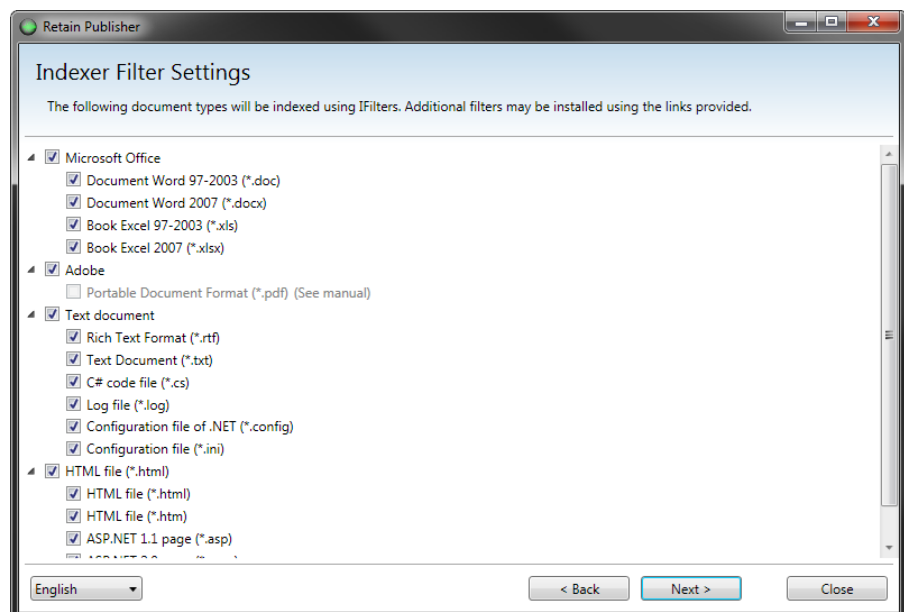 Retain Publisher
Indexer Filter Settings
The following document types will be indexed using IFilters. Additional filters may be installed using the links provided.
Microsoft Office
Document Word 97-2003 (*.doc)
Document Word 2007 (*.docx)
Book Excel 97-2003 (*.xls)
Book Excel 2007 (*.xlsx)
Adobe
Portable Document Format (*.pdf) (See manual)
Text document
Rich Text Format (*.rtf)
Text Document (*.txt)
C# code file (*.cs)
Log file (*.log)
Configuration file of .NET (*.config)
Configuration file (*.ini)
HTML file (*.html)
HTML file (*.html)
HTML file (*.htm)
ASP.NET 1.1 page (*.asp)
English
< Back
Next >
Close